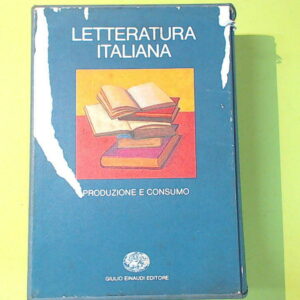 LETTERATURA
ITALIANA
PRODUZIONE E CONSUMO
GIULIO EINAUDI EDITORE